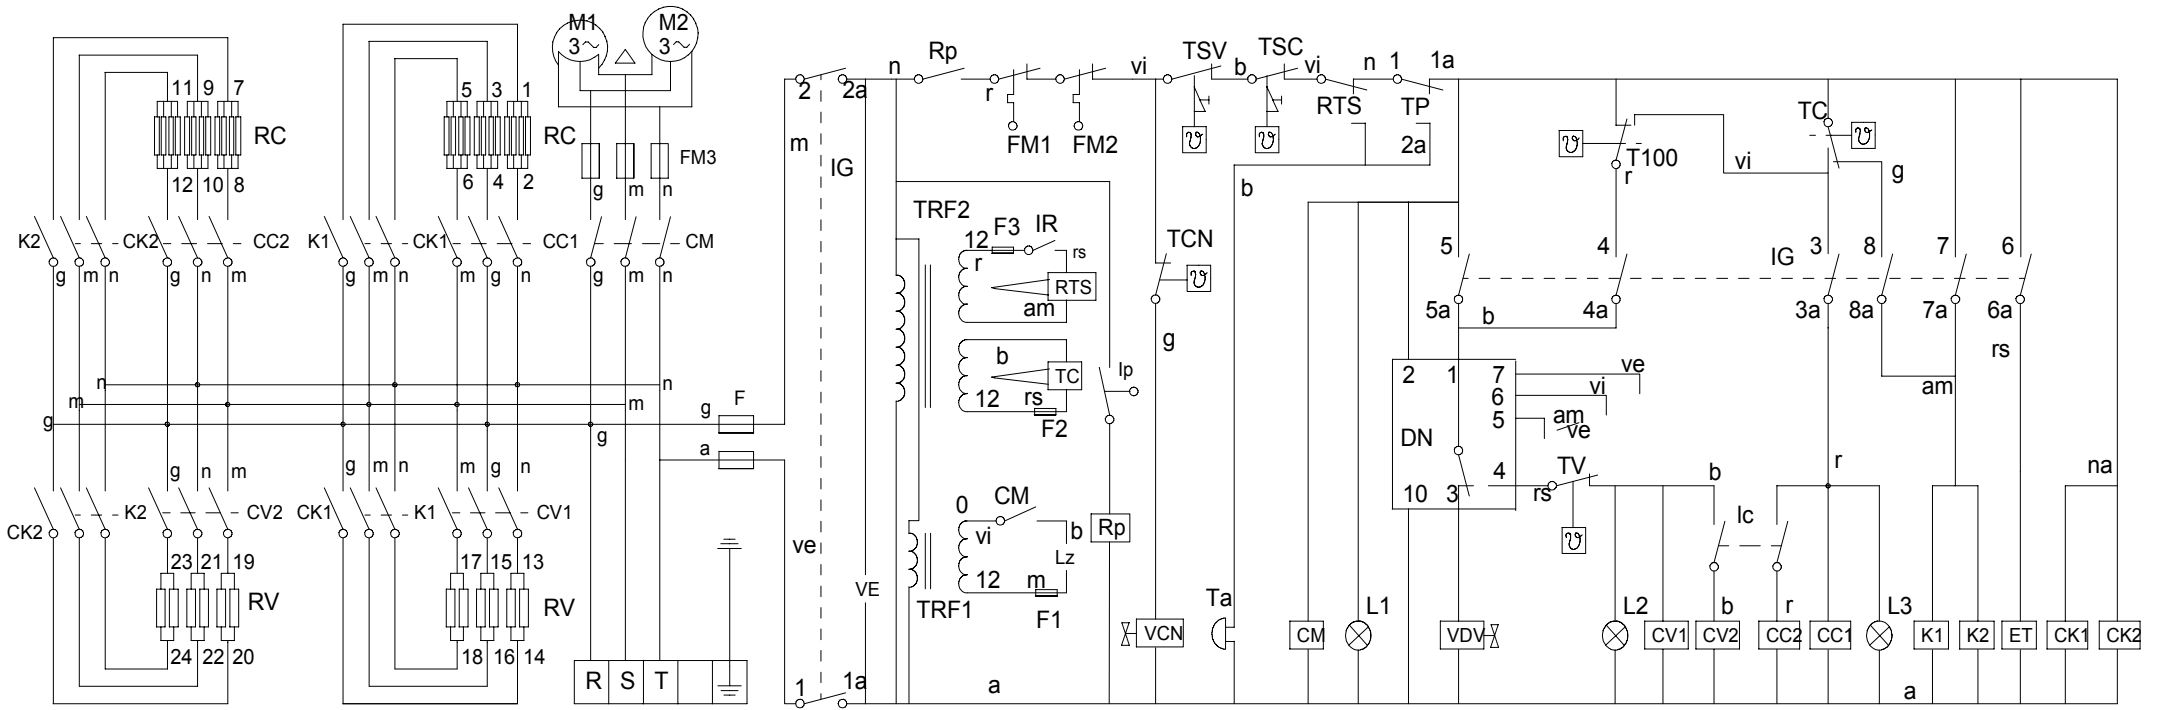 M1 M2
3~ 3~
n Rp vi TSV b TSC vi n 1 1a
2 2a r RTS TP
11 9 7 5 3 1
RC RC FM3
m IG FM1 FM2 ϑ ϑ 2a
TC ϑ
ϑ T100 vi r g
12 10 8 6 4 2
g m n b
TRF2
K2 CK2 CC2 K1 CK1 CC1 CM
12 F3 IR TCN
r rs
5 4 IG 3 8 7 6
g m n g n m g m n m g n g m n
RTS ϑ
am
5a b 4a 3a 8a 7a 6a
g rs
b
TC Ip
12 rs
F2
n n
m m
g g F
g
a
2 1 7 ve
6 vi
5 am
ve
DN
am
g n m g m n m g n
4 TV b r na
10 3 rs
CK2 K2 CV2 CK1 K1 CV1
0 CM
vi b Rp
Lz
12 m
F1
ve
VE
TRF1
Ic
ϑ
23 21 19 17 15 13
RV RV
Ta
L1 L2 b r L3
VCN CM VDV CV1 CV2 CC2 CC1 K1 K2 ET CK1 CK2
24 22 20 18 16 14
R S T
1 1a a a